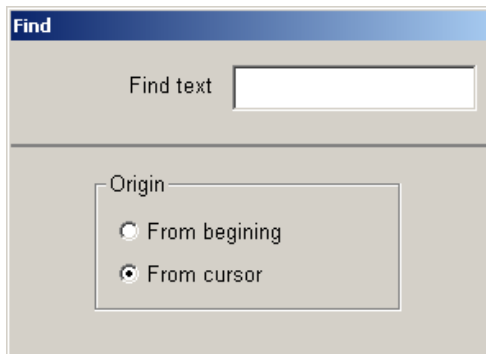 Find
Find text
Origin
From begining
From cursor